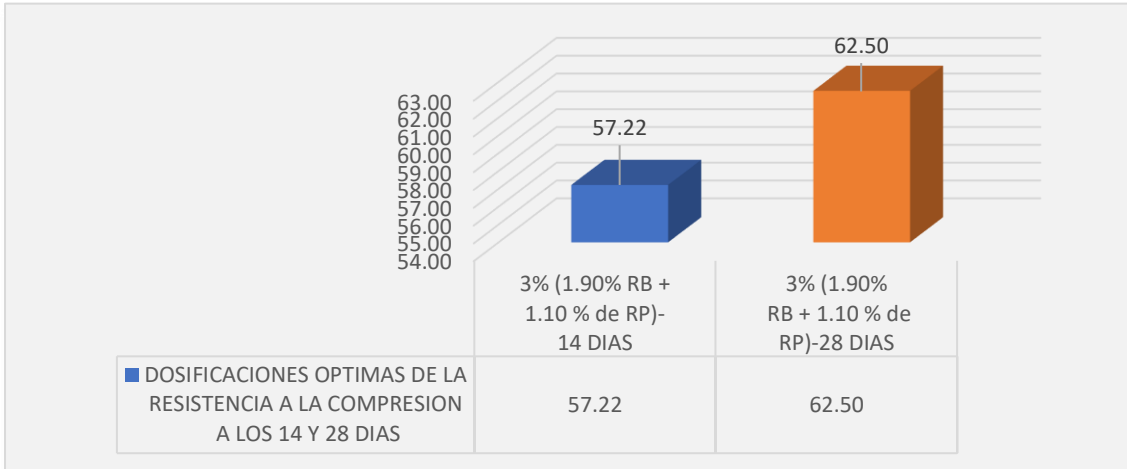 62.50
57.22
63.00
62.00
61.00
60.00
59.00
58.00
57.00
56.00
55.00
54.00
3% (1.90% RB +
1.10 % de RP)-
14 DIAS
3% (1.90%
RB + 1.10 % de
RP)-28 DIAS
DOSIFICACIONES OPTIMAS DE LA
RESISTENCIA A LA COMPRESION
A LOS 14 Y 28 DIAS
57.22
62.50